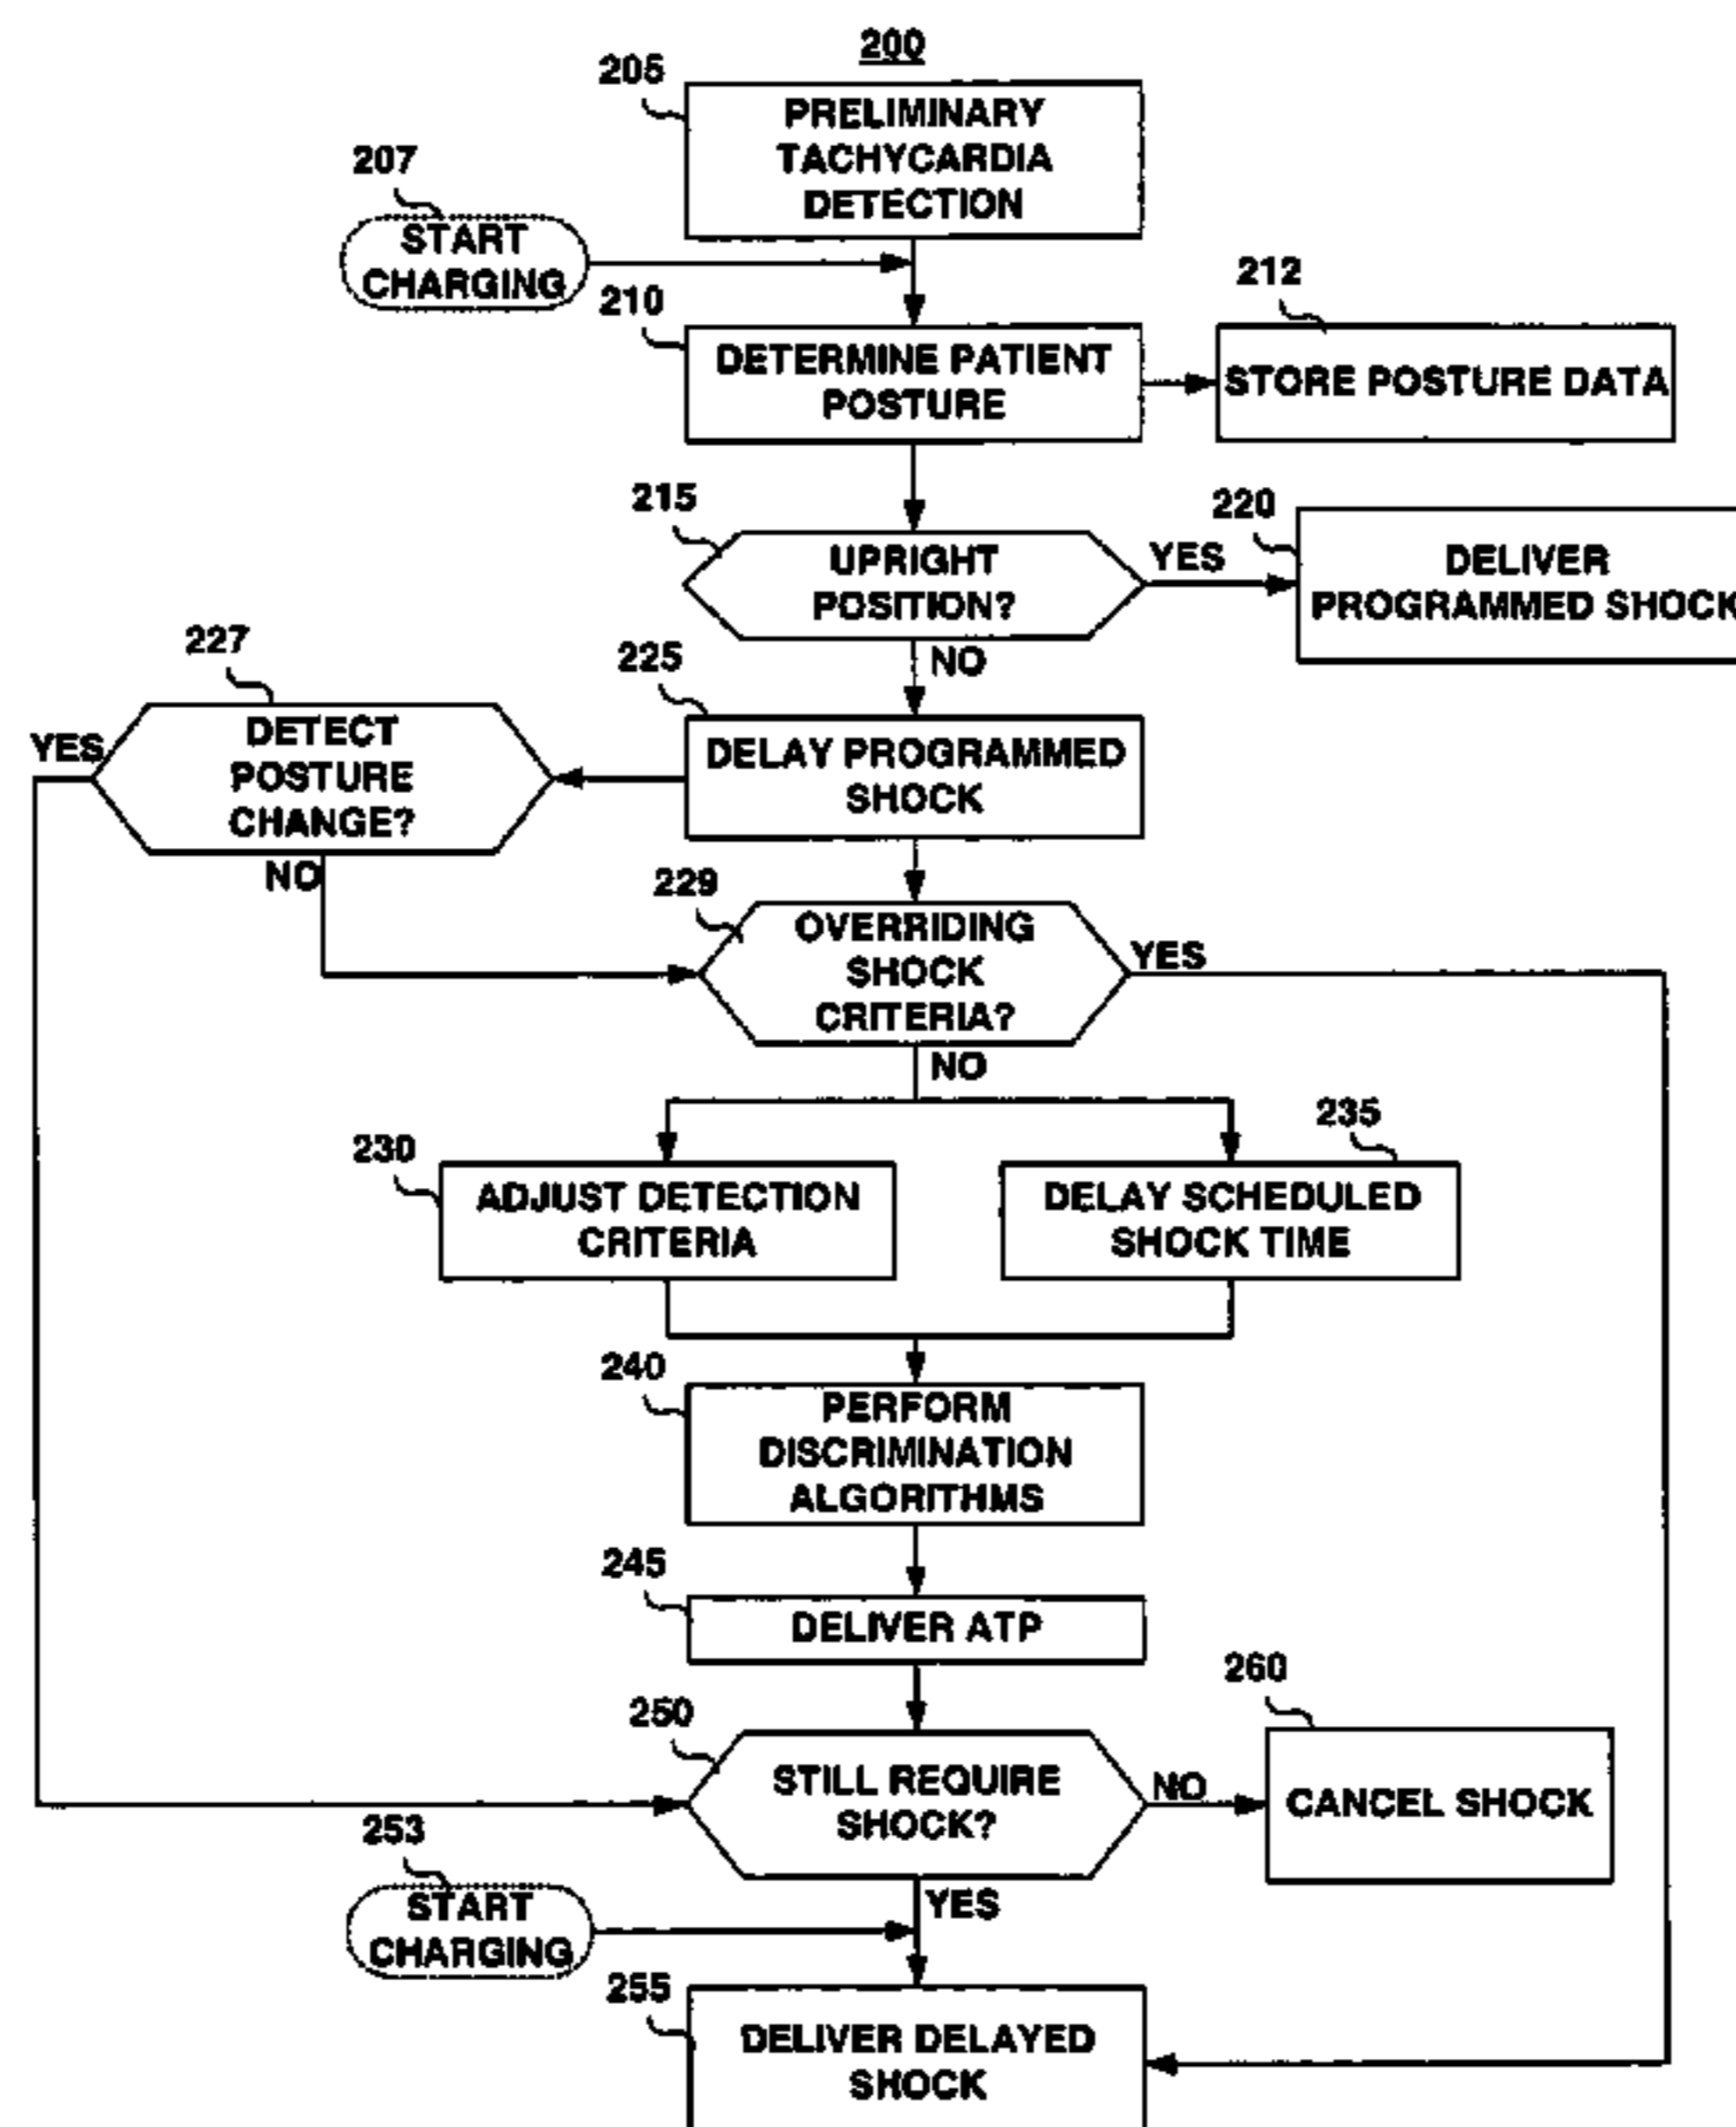 200
205
PRELIMINARY
TACHYCARDIA
DETECTION
207
START
CHARGING
210
DETERMINE PATIENT
POSTURE
212
STORE POSTURE DATA
215
UPRIGHT
POSITION?
YES
NO
220
DELIVER
PROGRAMMED SHOCK
225
DELAY PROGRAMMED
SHOCK
227
DETECT
POSTURE
CHANGE?
YES
NO
229
OVERRIDING
SHOCK
CRITERIA?
YES
NO
230
ADJUST DETECTION
CRITERIA
235
DELAY SCHEDULED
SHOCK TIME
240
PERFORM
DISCRIMINATION
ALGORITHMS
245
DELIVER ATP
250
STILL REQUIRE
SHOCK?
NO
YES
260
CANCEL SHOCK
253
START
CHARGING
255
DELIVER DELAYED
SHOCK